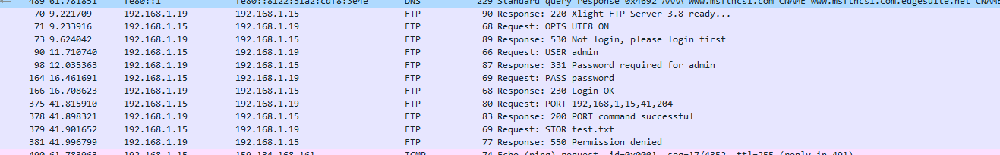 489 61.781851 fe80::1 fe80::8122:51a2:cdf8:5e4e DNS 229 Standard query response 0x4692 AAAA www.msftncsi.com CNAME www.msftncsi.com.edgesuite.net CNAM
70 9.221709 192.168.1.19 192.168.1.15 FTP 90 Response: 220 Xlight FTP Server 3.8 ready...
71 9.233916 192.168.1.15 192.168.1.19 FTP 68 Request: OPTS UTF8 ON
73 9.624042 192.168.1.19 192.168.1.15 FTP 89 Response: 530 Not login, please login first
90 11.710740 192.168.1.15 192.168.1.19 FTP 66 Request: USER admin
98 12.035363 192.168.1.19 192.168.1.15 FTP 87 Response: 331 Password required for admin
164 16.461691 192.168.1.15 192.168.1.19 FTP 69 Request: PASS password
166 16.708623 192.168.1.19 192.168.1.15 FTP 68 Response: 230 Login OK
375 41.815910 192.168.1.15 192.168.1.19 FTP 80 Request: PORT 192,168,1,15,41,204
378 41.898321 192.168.1.19 192.168.1.15 FTP 83 Response: 200 PORT command successful
379 41.901652 192.168.1.15 192.168.1.19 FTP 69 Request: STOR test.txt
381 41.996799 192.168.1.19 192.168.1.15 FTP 77 Response: 550 Permission denied
490 61.783963 192.168.1.15 159.134.168.161 ICMP 74 Echo (ping) request id=0x0001, seq=17/4352, ttl=255 (reply in 491)